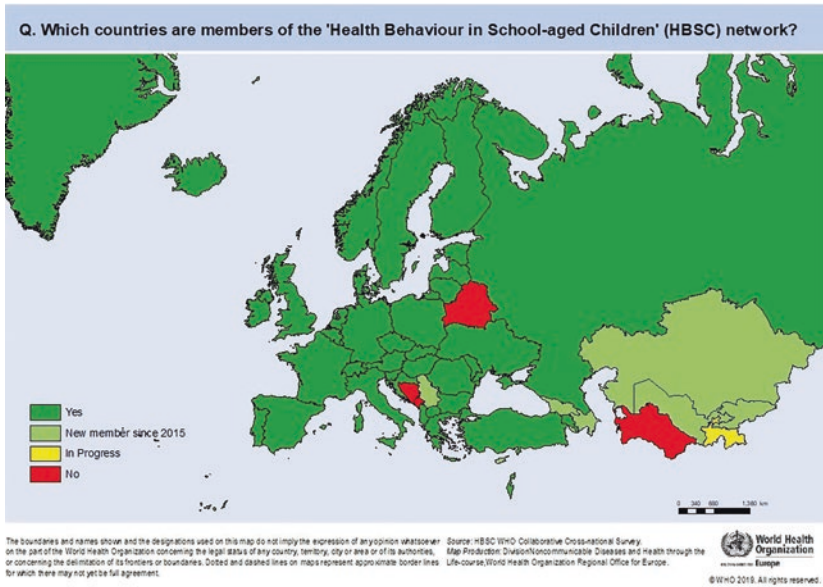 Q. Which countries are members of the 'Health Behaviour in School-aged Children' (HBSC) network?
Yes
New member since 2015
In Progress
No
0 340 680 1,360 km
The boundaries and names shown and the designations used on this map do not imply the expression of any opinion whatsoever
on the part of the World Health Organization concerning the legal status of any country, territory, city or area or of its authorities,
or concerning the delimitation of its frontiers or boundaries. Dotted and dashed lines on maps represent approximate border lines
for which there may not yet be full agreement.
Source: HBSC WHO Collaborative Cross-national Survey.
Map Production: DivisionNoncommunicable Diseases and Health through the
Life-course,World Health Organization Regional Office for Europe.
World Health
Organization
Europe
© WHO 2019. All rights reserved.